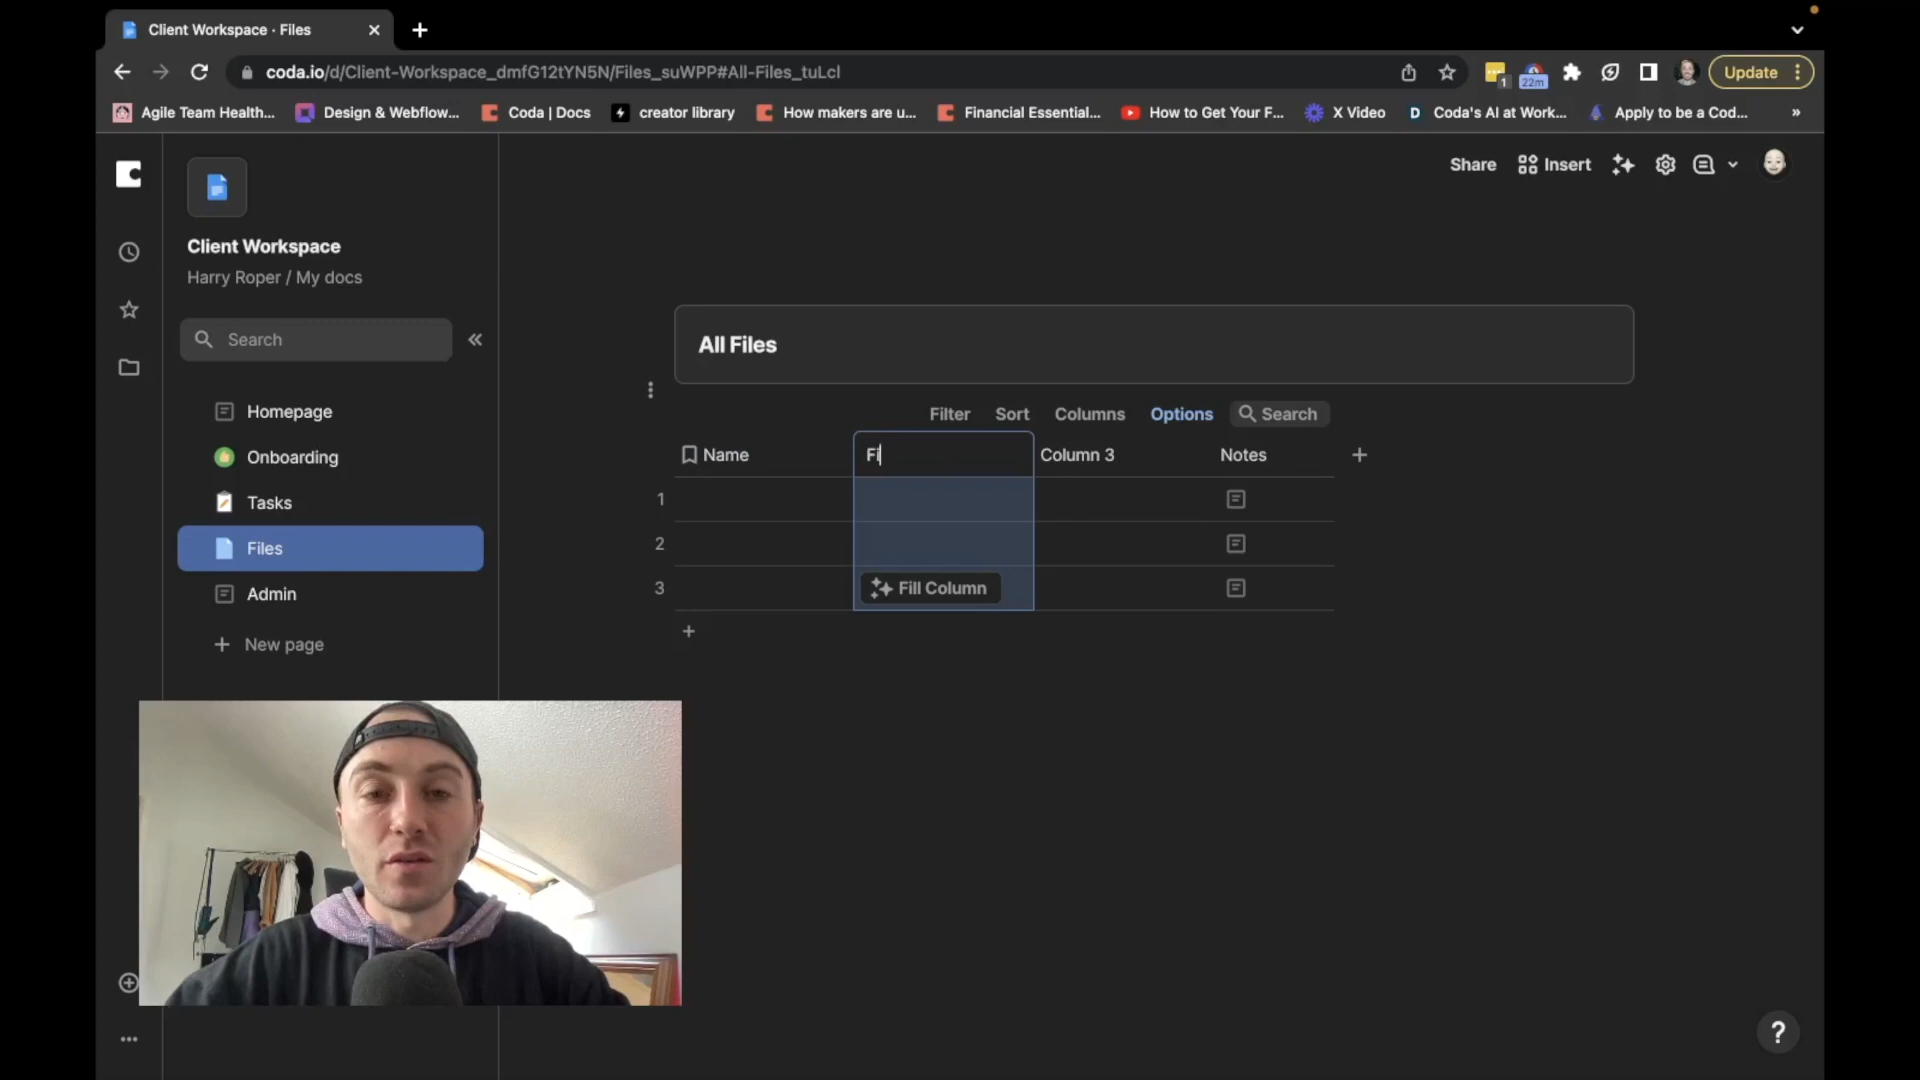 Client Workspace · Files
coda.io/d/Client-Workspace_dmfG12tYN5N/Files_suWPP#All-Files_tuLcl
1
22m
Update
Agile Team Health...
Design & Webflow...
Coda | Docs
creator library
How makers are u...
Financial Essential...
How to Get Your F...
X Video
D
Coda's AI at Work...
Apply to be a Cod...
»
Share
Insert
Client Workspace
Harry Roper / My docs
Search
Homepage
Onboarding
Tasks
Files
Admin
New page
All Files
Filter
Sort
Columns
Options
Search
Name
Fi
Column 3
Notes
1
2
3
Fill Column
?